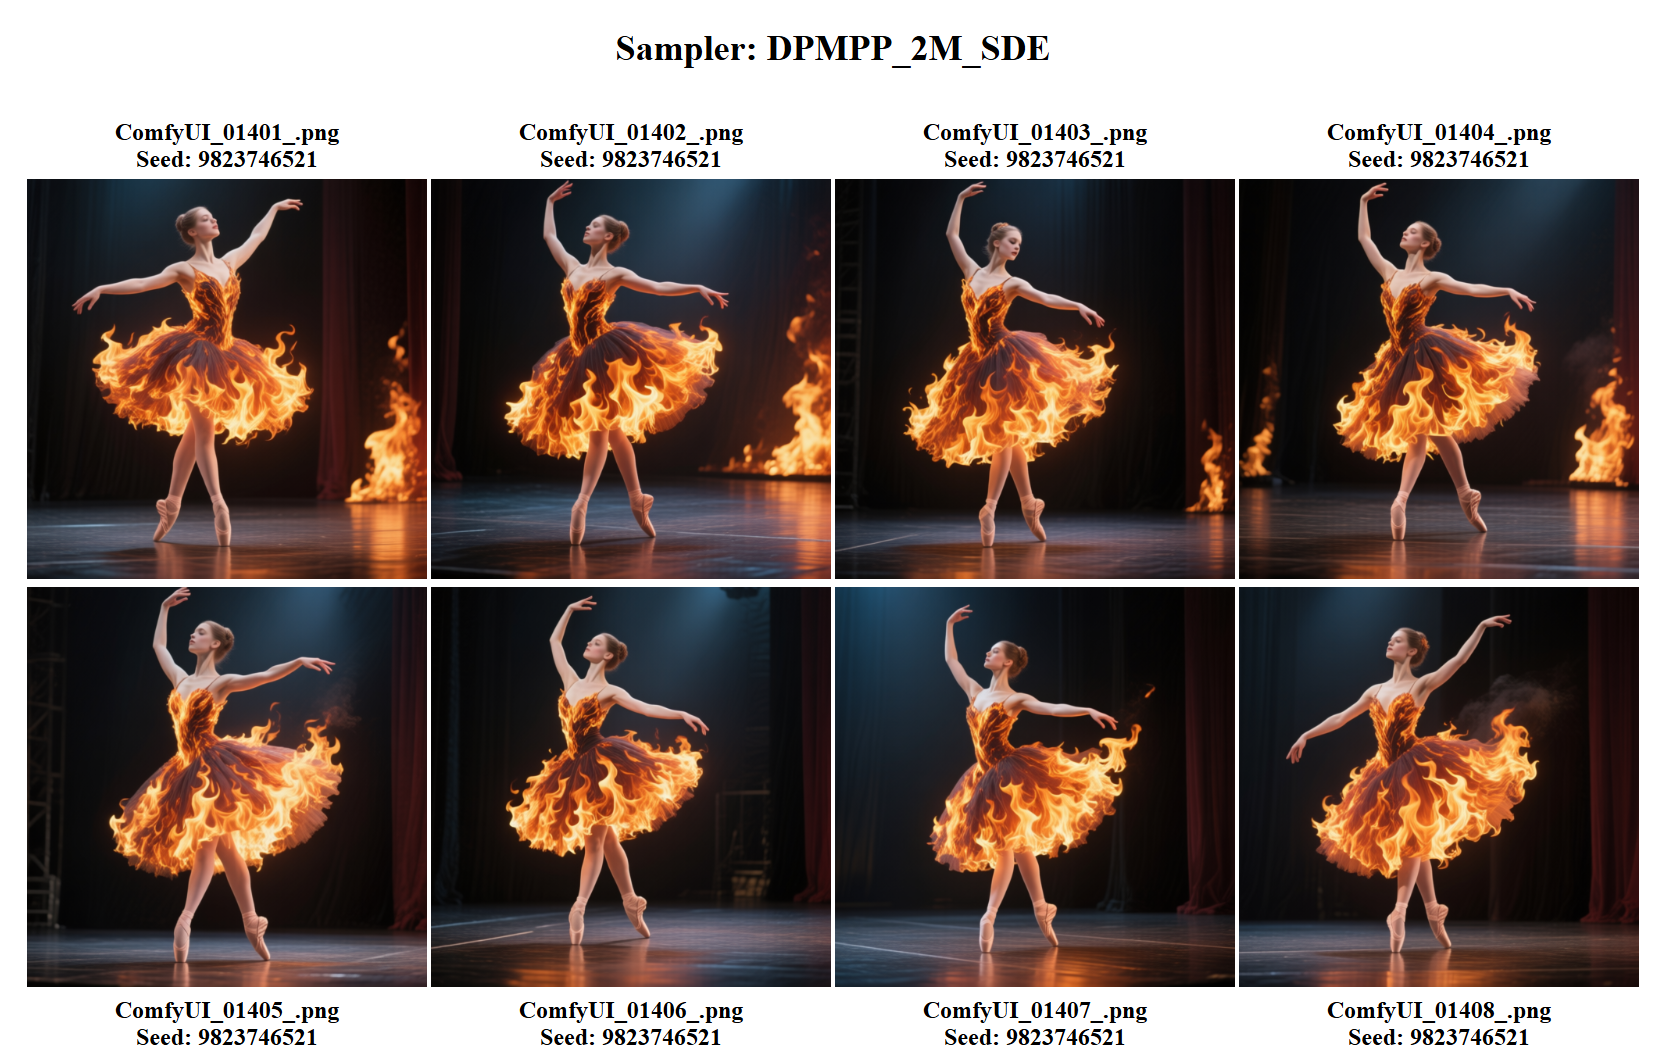 Sampler: DPMPP_2M_SDE
ComfyUI_01401_.png
Seed: 9823746521
ComfyUI_01402_.png
Seed: 9823746521
ComfyUI_01403_.png
Seed: 9823746521
ComfyUI_01404_.png
Seed: 9823746521
ComfyUI_01405_.png
Seed: 9823746521
ComfyUI_01406_.png
Seed: 9823746521
ComfyUI_01407_.png
Seed: 9823746521
ComfyUI_01408_.png
Seed: 9823746521